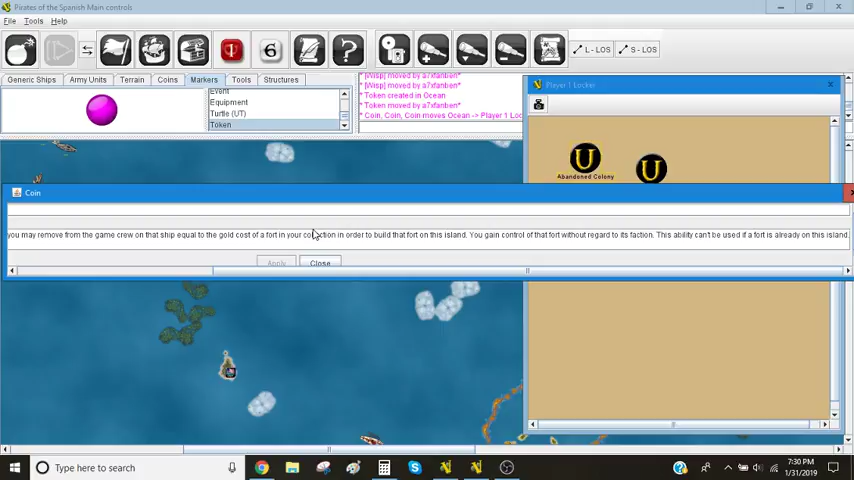 Pirates of the Spanish Main controls
File Tools Help
6
?
L - LOS
S - LOS
Generic Ships Army Units Terrain Coins Markers Tools Structures
Event
Equipment
Turtle (UT)
Token
* [Wisp] moved by a7xfanben*
* [Wisp] moved by a7xfanben*
* Token created in Ocean
* Token moved by a7xfanben*
* Coin, Coin, Coin moves Ocean -> Player 1 Loc
Player 1 Locker
U
U
Abandoned Colony
Coin
you may remove from the game crew on that ship equal to the gold cost of a fort in your collection in order to build that fort on this island. You gain control of that fort without regard to its faction. This ability can't be used if a fort is already on this island.
Apply
Close
Type here to search
7:30 PM
1/31/2019